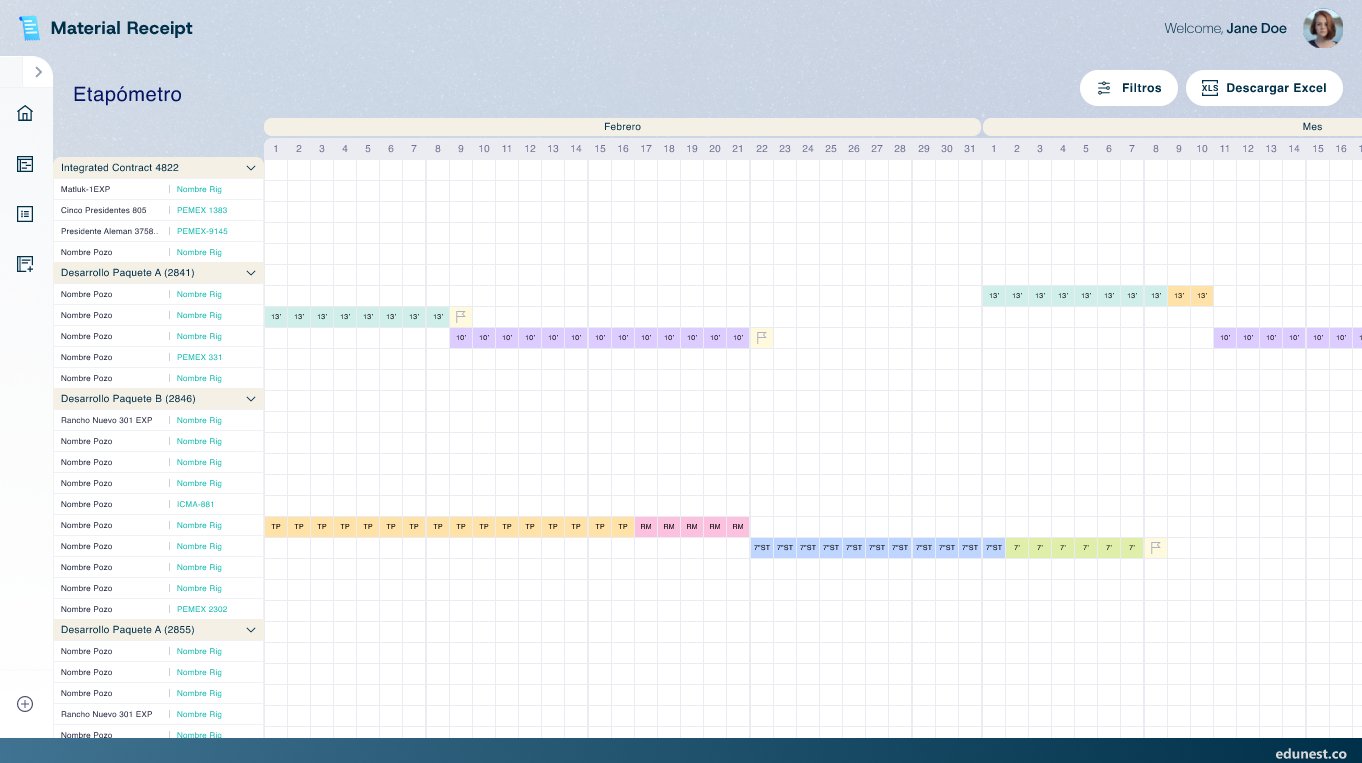 Material Receipt
Welcome, Jane Doe
Etapómetro
Filtros
XLS Descargar Excel
Febrero Mes
1 2 3 4 5 6 7 8 9 10 11 12 13 14 15 16 17 18 19 20 21 22 23 24 25 26 27 28 29 30 31 1 2 3 4 5 6 7 8 9 10 11 12 13 14 15 16
Integrated Contract 4822
Matluk-1EXP | Nombre Rig
Cinco Presidentes 805 | PEMEX 1383
Presidente Aleman 3758.. | PEMEX-9145
Nombre Pozo | Nombre Rig
Desarrollo Paquete A (2841)
Nombre Pozo | Nombre Rig 13' 13' 13' 13' 13' 13' 13' 13' 13' 13'
Nombre Pozo | Nombre Rig 13' 13' 13' 13' 13' 13' 13' 13'
Nombre Pozo | Nombre Rig 10' 10' 10' 10' 10' 10' 10' 10' 10' 10' 10' 10' 10' 10' 10' 10' 10' 10' 10'
Nombre Pozo | PEMEX 331
Nombre Pozo | Nombre Rig
Desarrollo Paquete B (2846)
Rancho Nuevo 301 EXP | Nombre Rig
Nombre Pozo | Nombre Rig
Nombre Pozo | Nombre Rig
Nombre Pozo | Nombre Rig
Nombre Pozo | ICMA-881
Nombre Pozo | Nombre Rig TP TP TP TP TP TP TP TP TP TP TP TP TP TP TP TP RM RM RM RM RM
Nombre Pozo | Nombre Rig 7"ST 7"ST 7"ST 7"ST 7"ST 7"ST 7"ST 7"ST 7"ST 7"ST 7"ST 7' 7' 7' 7' 7' 7'
Nombre Pozo | Nombre Rig
Nombre Pozo | Nombre Rig
Nombre Pozo | PEMEX 2302
Desarrollo Paquete A (2855)
Nombre Pozo | Nombre Rig
Nombre Pozo | Nombre Rig
Nombre Pozo | Nombre Rig
Rancho Nuevo 301 EXP | Nombre Rig
Nombre Pozo | Nombre Rig
edunest.co